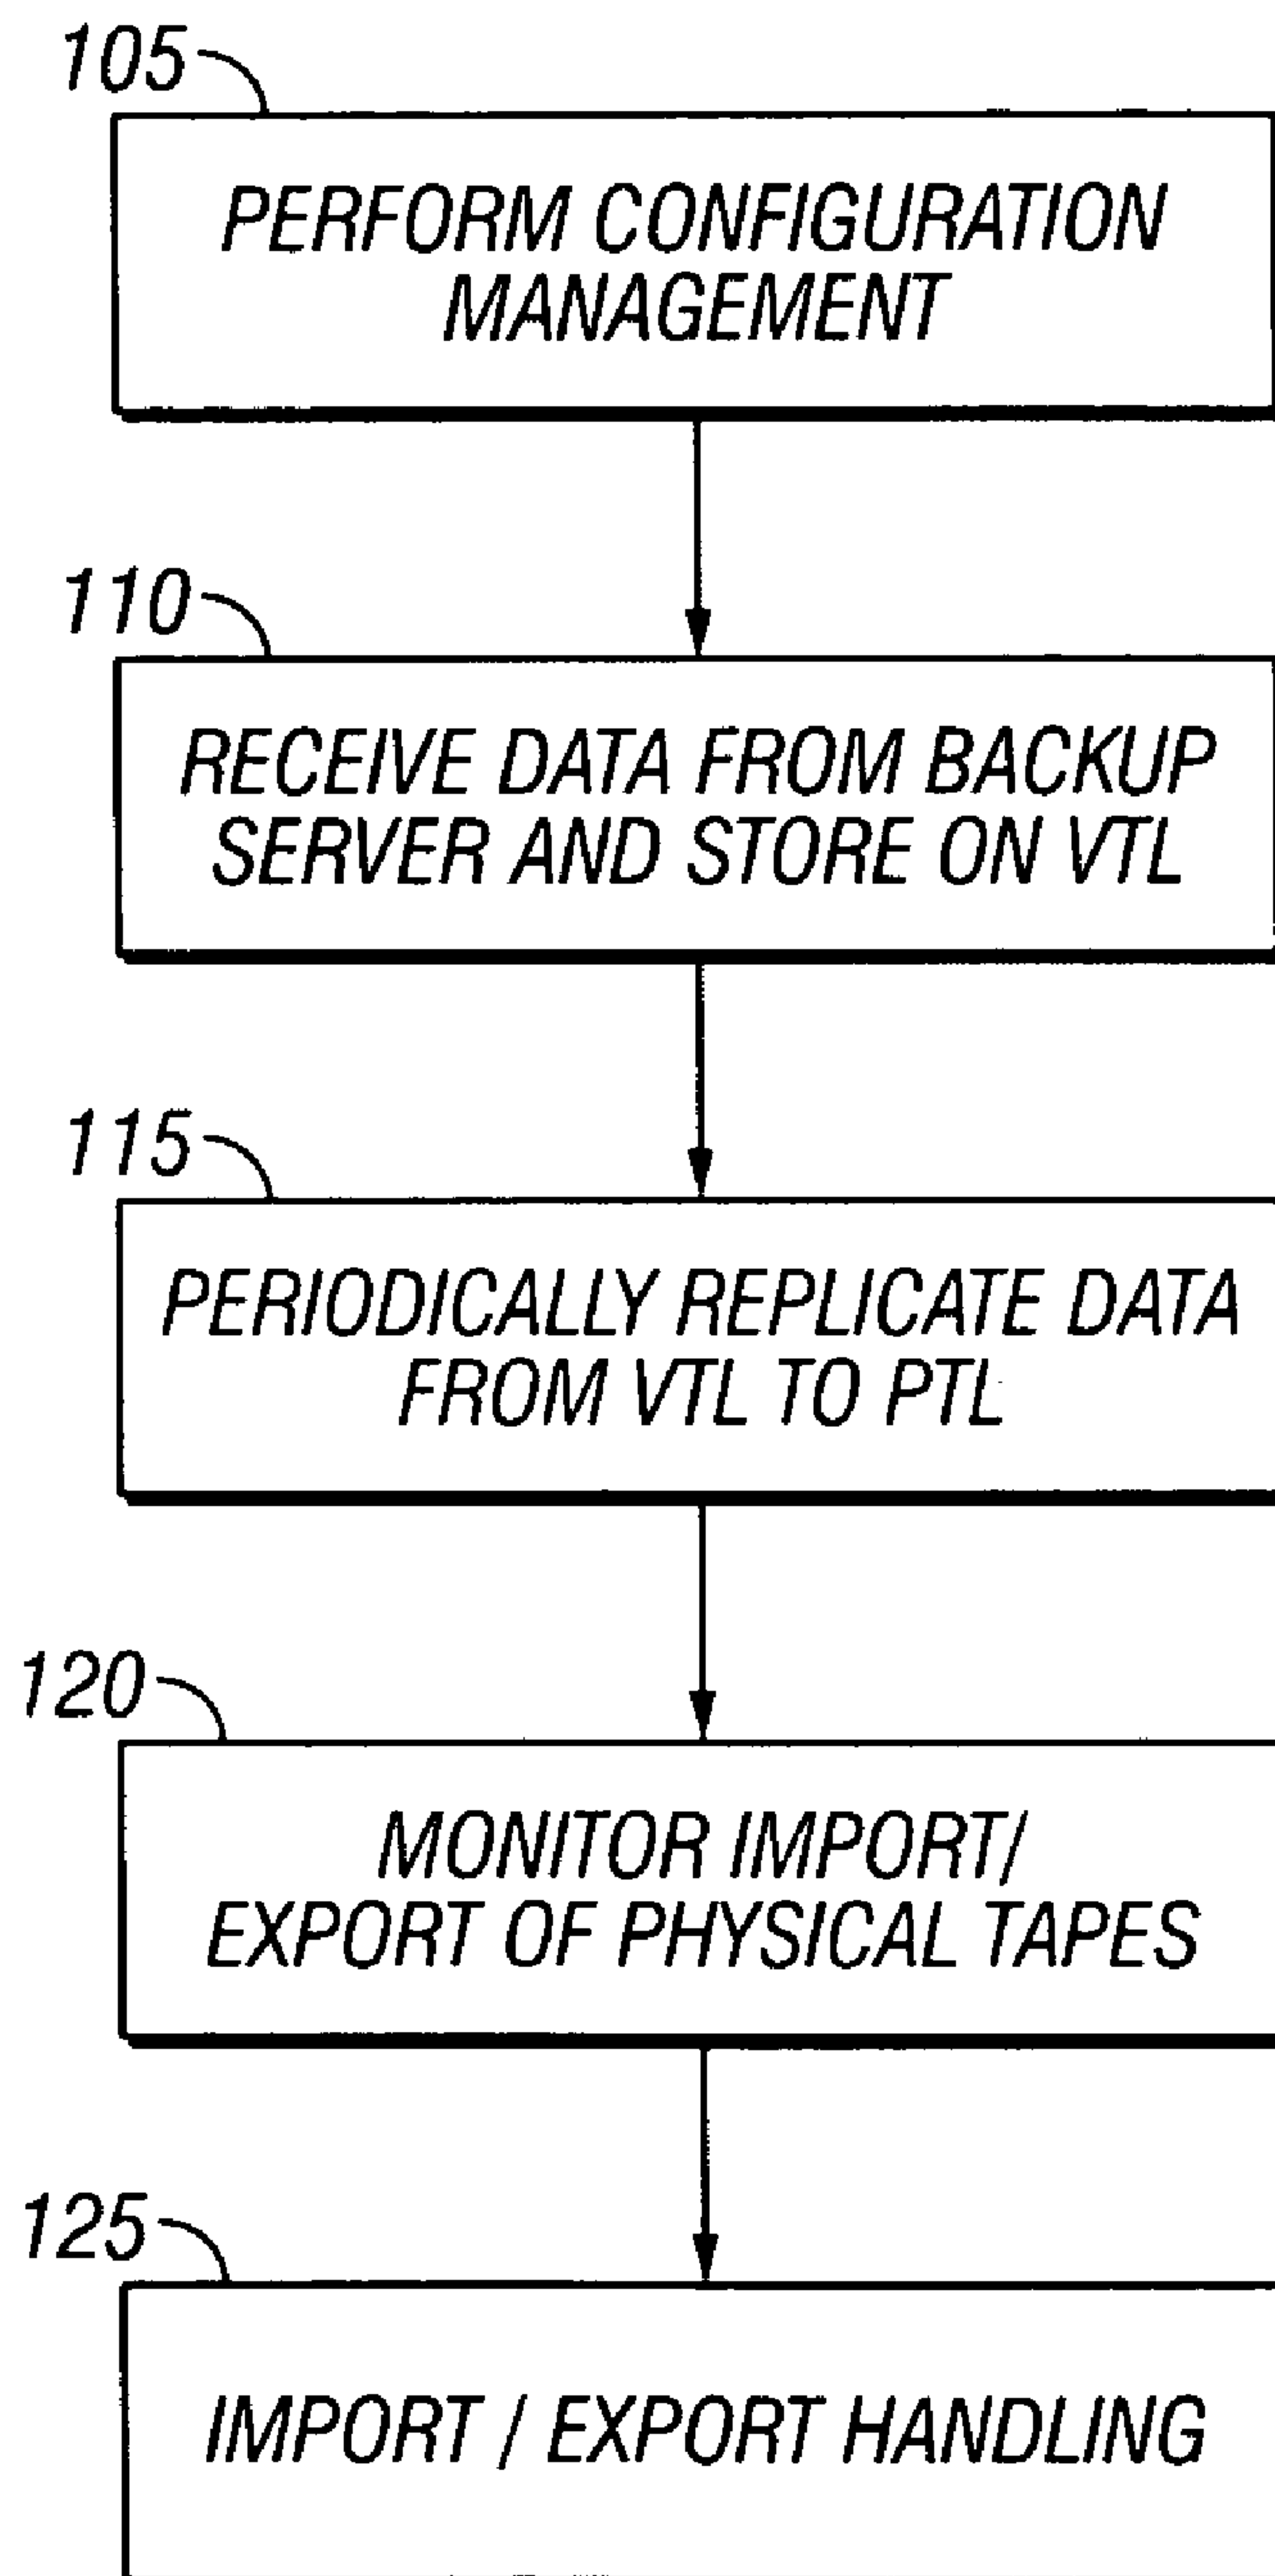 105
PERFORM CONFIGURATION
MANAGEMENT
110
RECEIVE DATA FROM BACKUP
SERVER AND STORE ON VTL
115
PERIODICALLY REPLICATE DATA
FROM VTL TO PTL
120
MONITOR IMPORT/
EXPORT OF PHYSICAL TAPES
125
IMPORT / EXPORT HANDLING